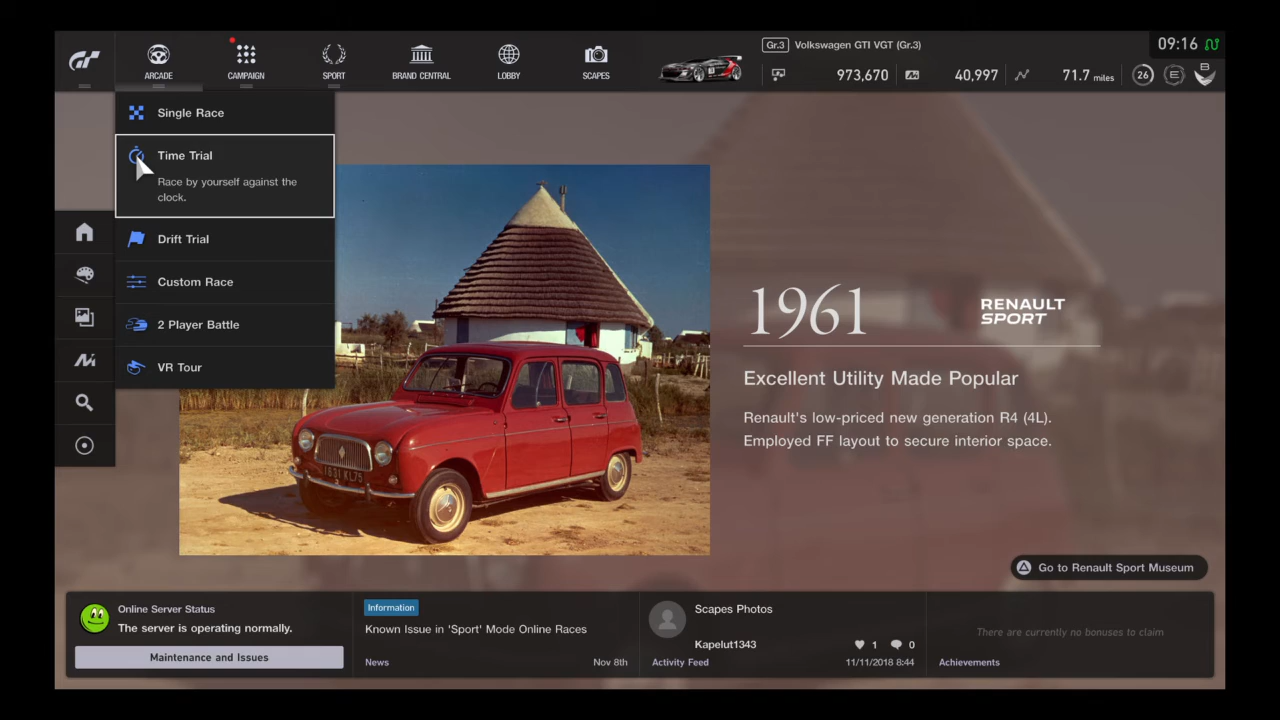 GT
ARCADE
CAMPAIGN
SPORT
BRAND CENTRAL
LOBBY
SCAPES
Gr.3 Volkswagen GTI VGT (Gr.3)
973,670
40,997
71.7 miles
26
E
B
09:16
Single Race
Time Trial
Race by yourself against the
clock.
Drift Trial
Custom Race
2 Player Battle
VR Tour
1961
RENAULT
SPORT
Excellent Utility Made Popular
Renault's low-priced new generation R4 (4L).
Employed FF layout to secure interior space.
Go to Renault Sport Museum
Online Server Status
The server is operating normally.
Maintenance and Issues
Information
Known Issue in 'Sport' Mode Online Races
News
Nov 8th
Scapes Photos
Kapelut1343
1
0
Activity Feed
11/11/2018 8:44
There are currently no bonuses to claim
Achievements